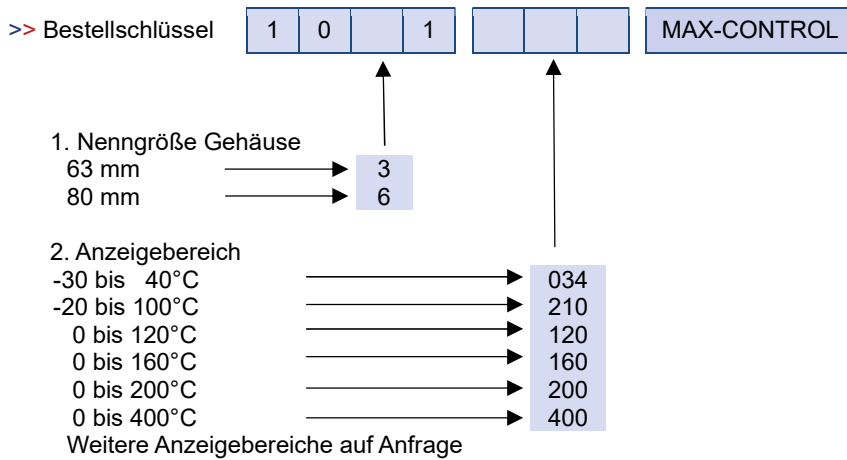 >> Bestellschlüssel 1 0 1 MAX-CONTROL
1. Nenngröße Gehäuse
63 mm 3
80 mm 6
2. Anzeigebereich
-30 bis 40°C 034
-20 bis 100°C 210
0 bis 120°C 120
0 bis 160°C 160
0 bis 200°C 200
0 bis 400°C 400
Weitere Anzeigebereiche auf Anfrage